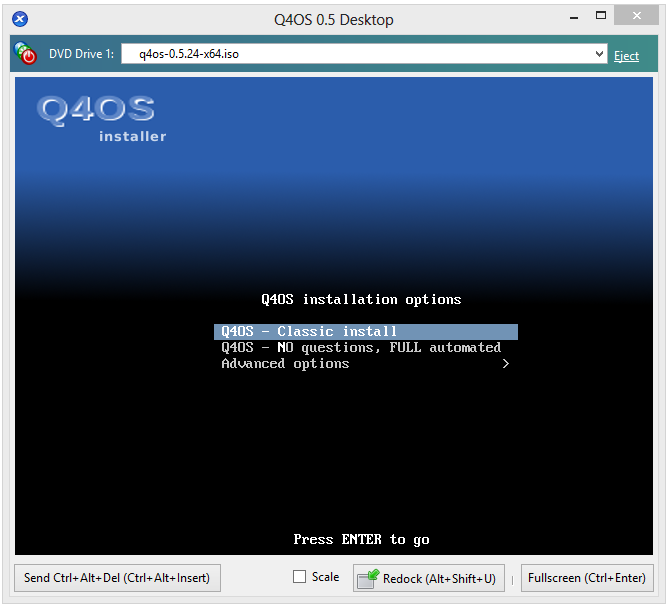 Q4OS 0.5 Desktop
DVD Drive 1: q4os-0.5.24-x64.iso Eject
Q4OS
installer
Q4OS installation options
Q4OS - Classic install
Q4OS - NO questions, FULL automated
Advanced options >
Press ENTER to go
Send Ctrl+Alt+Del (Ctrl+Alt+Insert) Scale Redock (Alt+Shift+U) Fullscreen (Ctrl+Enter)